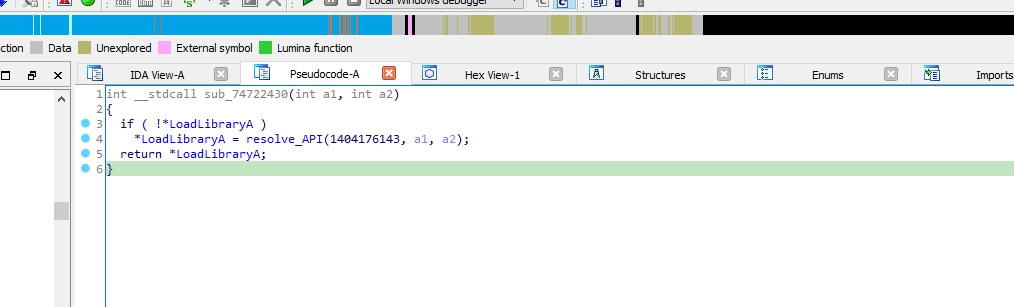 Local Windows debugger
ction Data Unexplored External symbol Lumina function
IDA View-A Pseudocode-A Hex View-1 Structures Enums Imports
1 int __stdcall sub_74722430(int a1, int a2)
2 {
3 if ( !*LoadLibraryA )
4 *LoadLibraryA = resolve_API(1404176143, a1, a2);
5 return *LoadLibraryA;
6 }